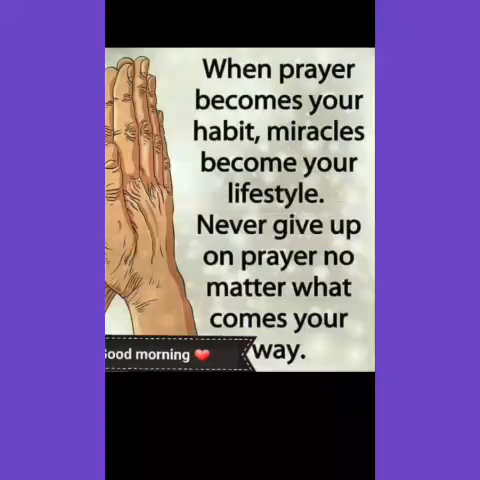 When prayer
becomes your
habit, miracles
become your
lifestyle.
Never give up
on prayer no
matter what
comes your
way.
Good morning ❤